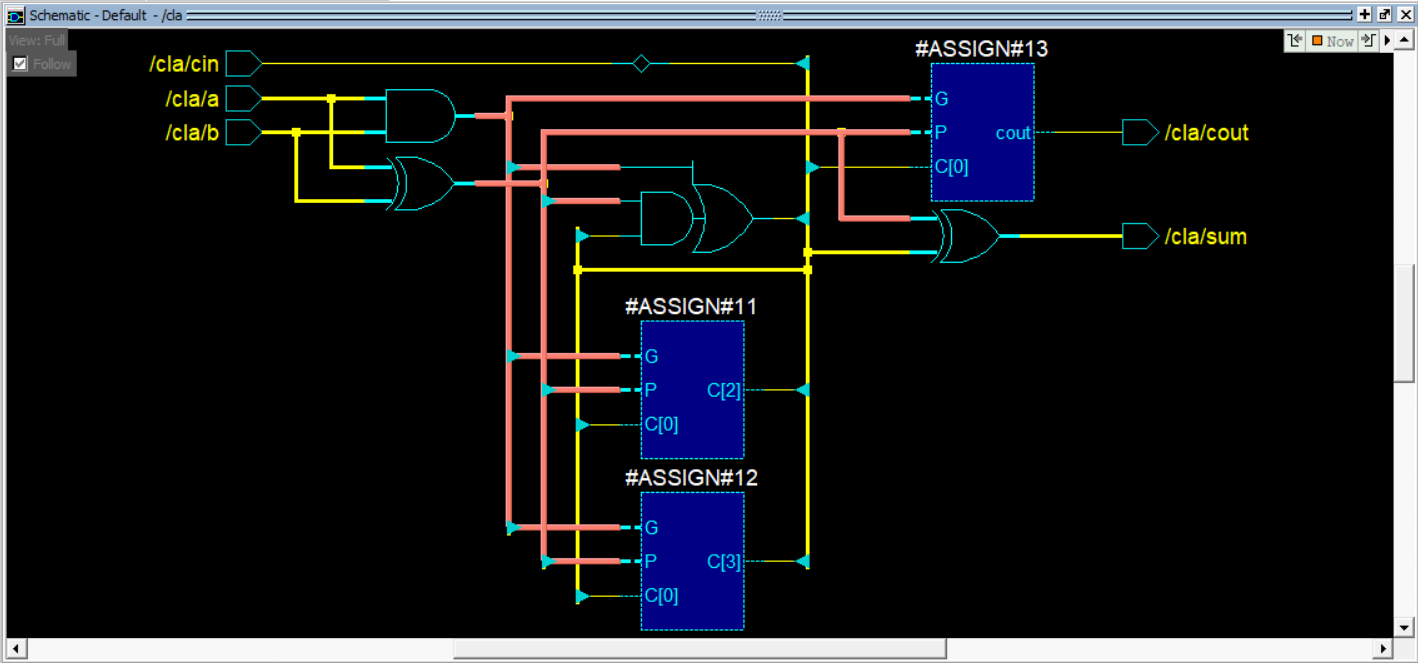 Schematic - Default - /cla
View: Full
Follow
Now
/cla/cin
/cla/a
/cla/b
#ASSIGN#13
G
P
cout
C[0]
/cla/cout
/cla/sum
#ASSIGN#11
G
P
C[2]
C[0]
#ASSIGN#12
G
P
C[3]
C[0]